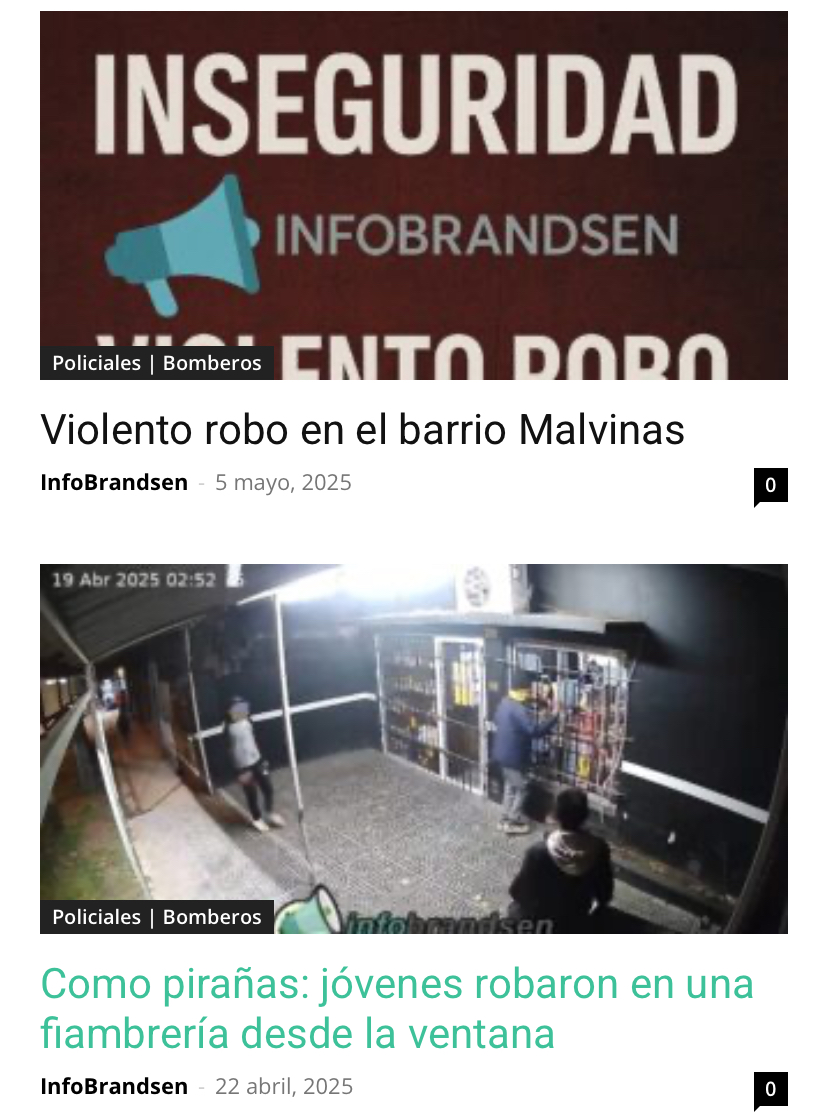 INSEGURIDAD
INFOBRANDSEN
VIOLENTO ROBO
Policiales | Bomberos
Violento robo en el barrio Malvinas
InfoBrandsen - 5 mayo, 2025
0
19 Abr 2025 02:52
Policiales | Bomberos
infobrandsen
Como pirañas: jóvenes robaron en una
fiambrería desde la ventana
InfoBrandsen - 22 abril, 2025
0